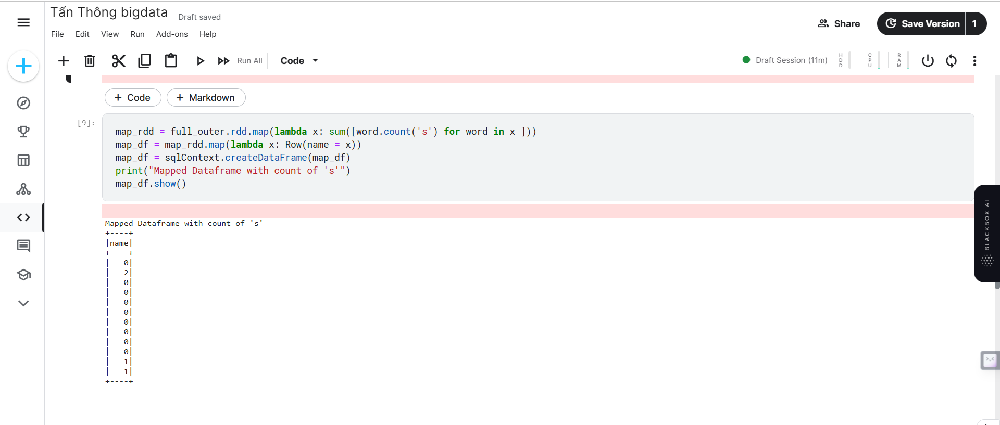 Tấn Thông bigdata
Draft saved
File Edit View Run Add-ons Help
Share
Save Version 1
Run All
Code
Draft Session (11m)
HDD
CPU
RAM
+ Code
+ Markdown
[9]:
map_rdd = full_outer.rdd.map(lambda x: sum([word.count('s') for word in x ]))
map_df = map_rdd.map(lambda x: Row(name = x))
map_df = sqlContext.createDataFrame(map_df)
print("Mapped Dataframe with count of 's'")
map_df.show()
Mapped Dataframe with count of 's'
+----+
|name|
+----+
|   0|
|   2|
|   0|
|   0|
|   0|
|   0|
|   0|
|   0|
|   0|
|   0|
|   1|
|   1|
+----+
BLACKBOX AI